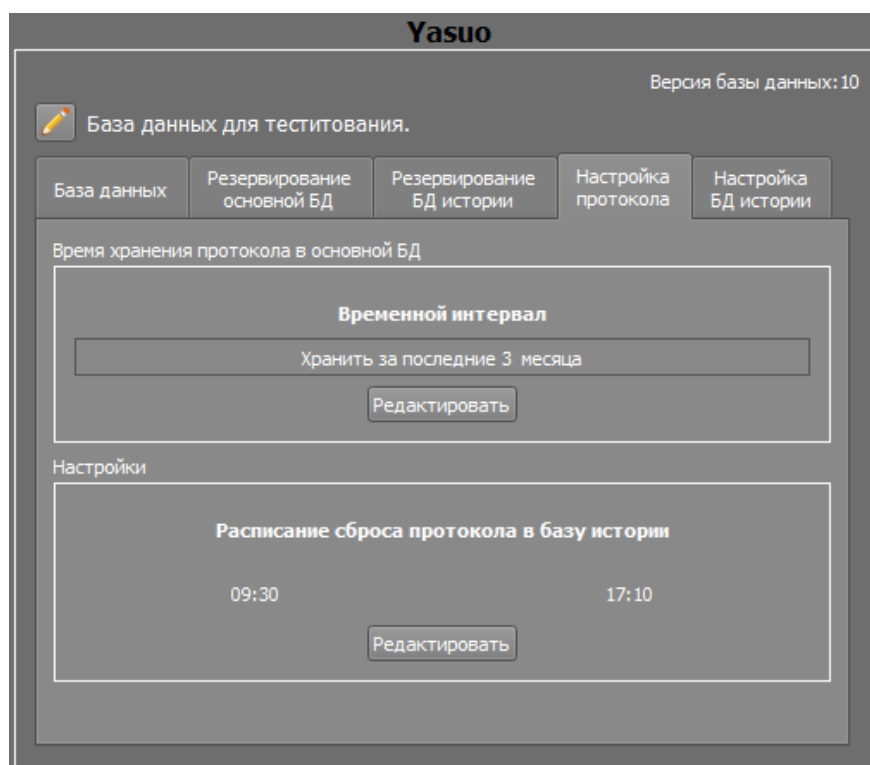 Yasuo
Версия базы данных:10
База данных для теститования.
База данных
Резервирование
основной БД
Резервирование
БД истории
Настройка
протокола
Настройка
БД истории
Время хранения протокола в основной БД
Временной интервал
Хранить за последние 3 месяца
Редактировать
Настройки
Расписание сброса протокола в базу истории
09:30 17:10
Редактировать